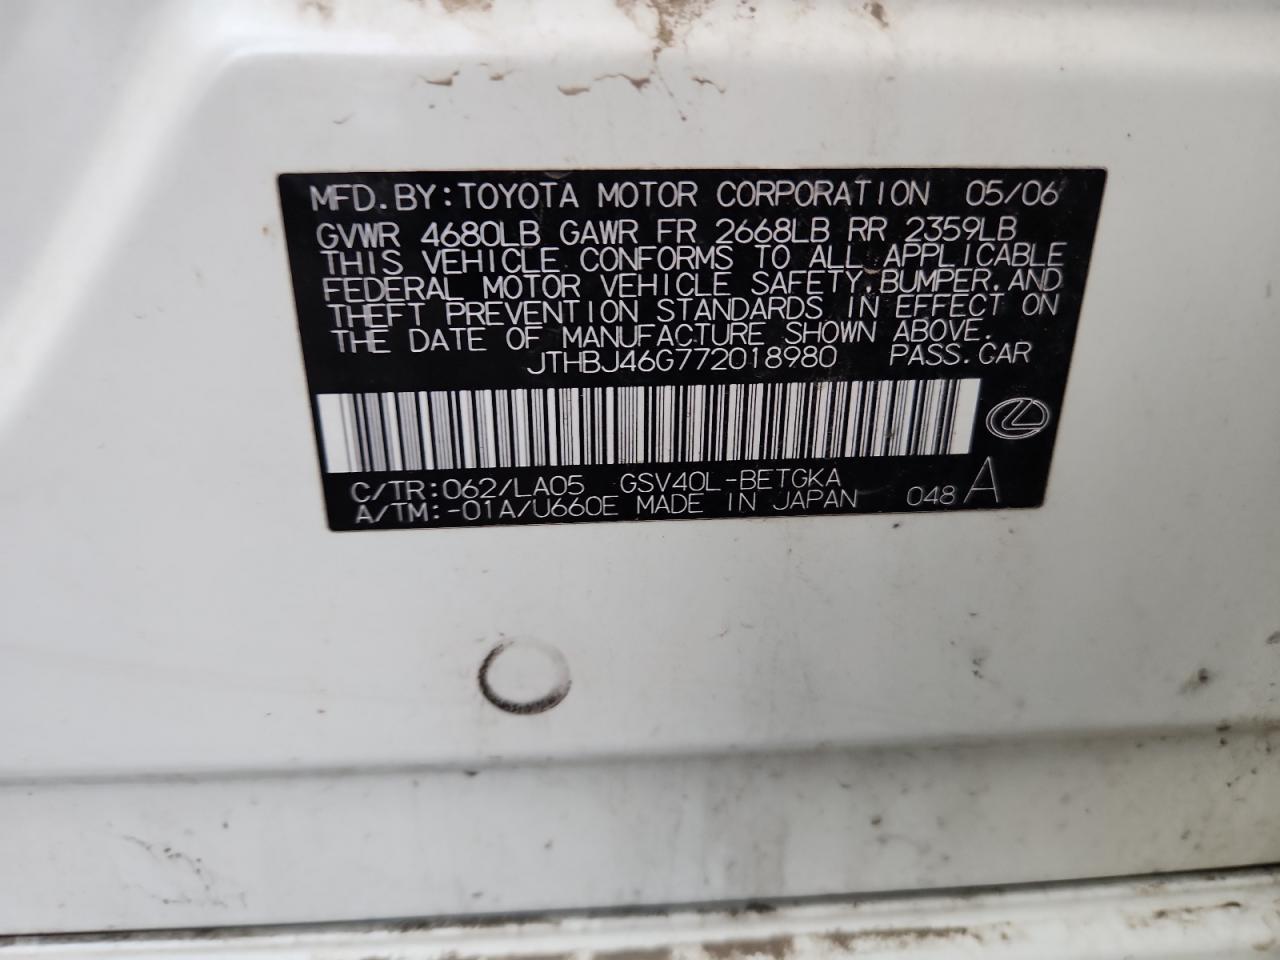 MFD. BY: TOYOTA MOTOR CORPORATION 05/06
GVWR 4680LB GAWR FR 2668LB RR 2359LB
THIS VEHICLE CONFORMS TO ALL APPLICABLE
FEDERAL MOTOR VEHICLE SAFETY, BUMPER, AND
THEFT PREVENTION STANDARDS IN EFFECT ON
THE DATE OF MANUFACTURE SHOWN ABOVE.
JTHBJ46G772018980 PASS. CAR
C/TR: 062/LA05 GSV40L-BETGKA
A/TM: -01A/U660E MADE IN JAPAN 048 A